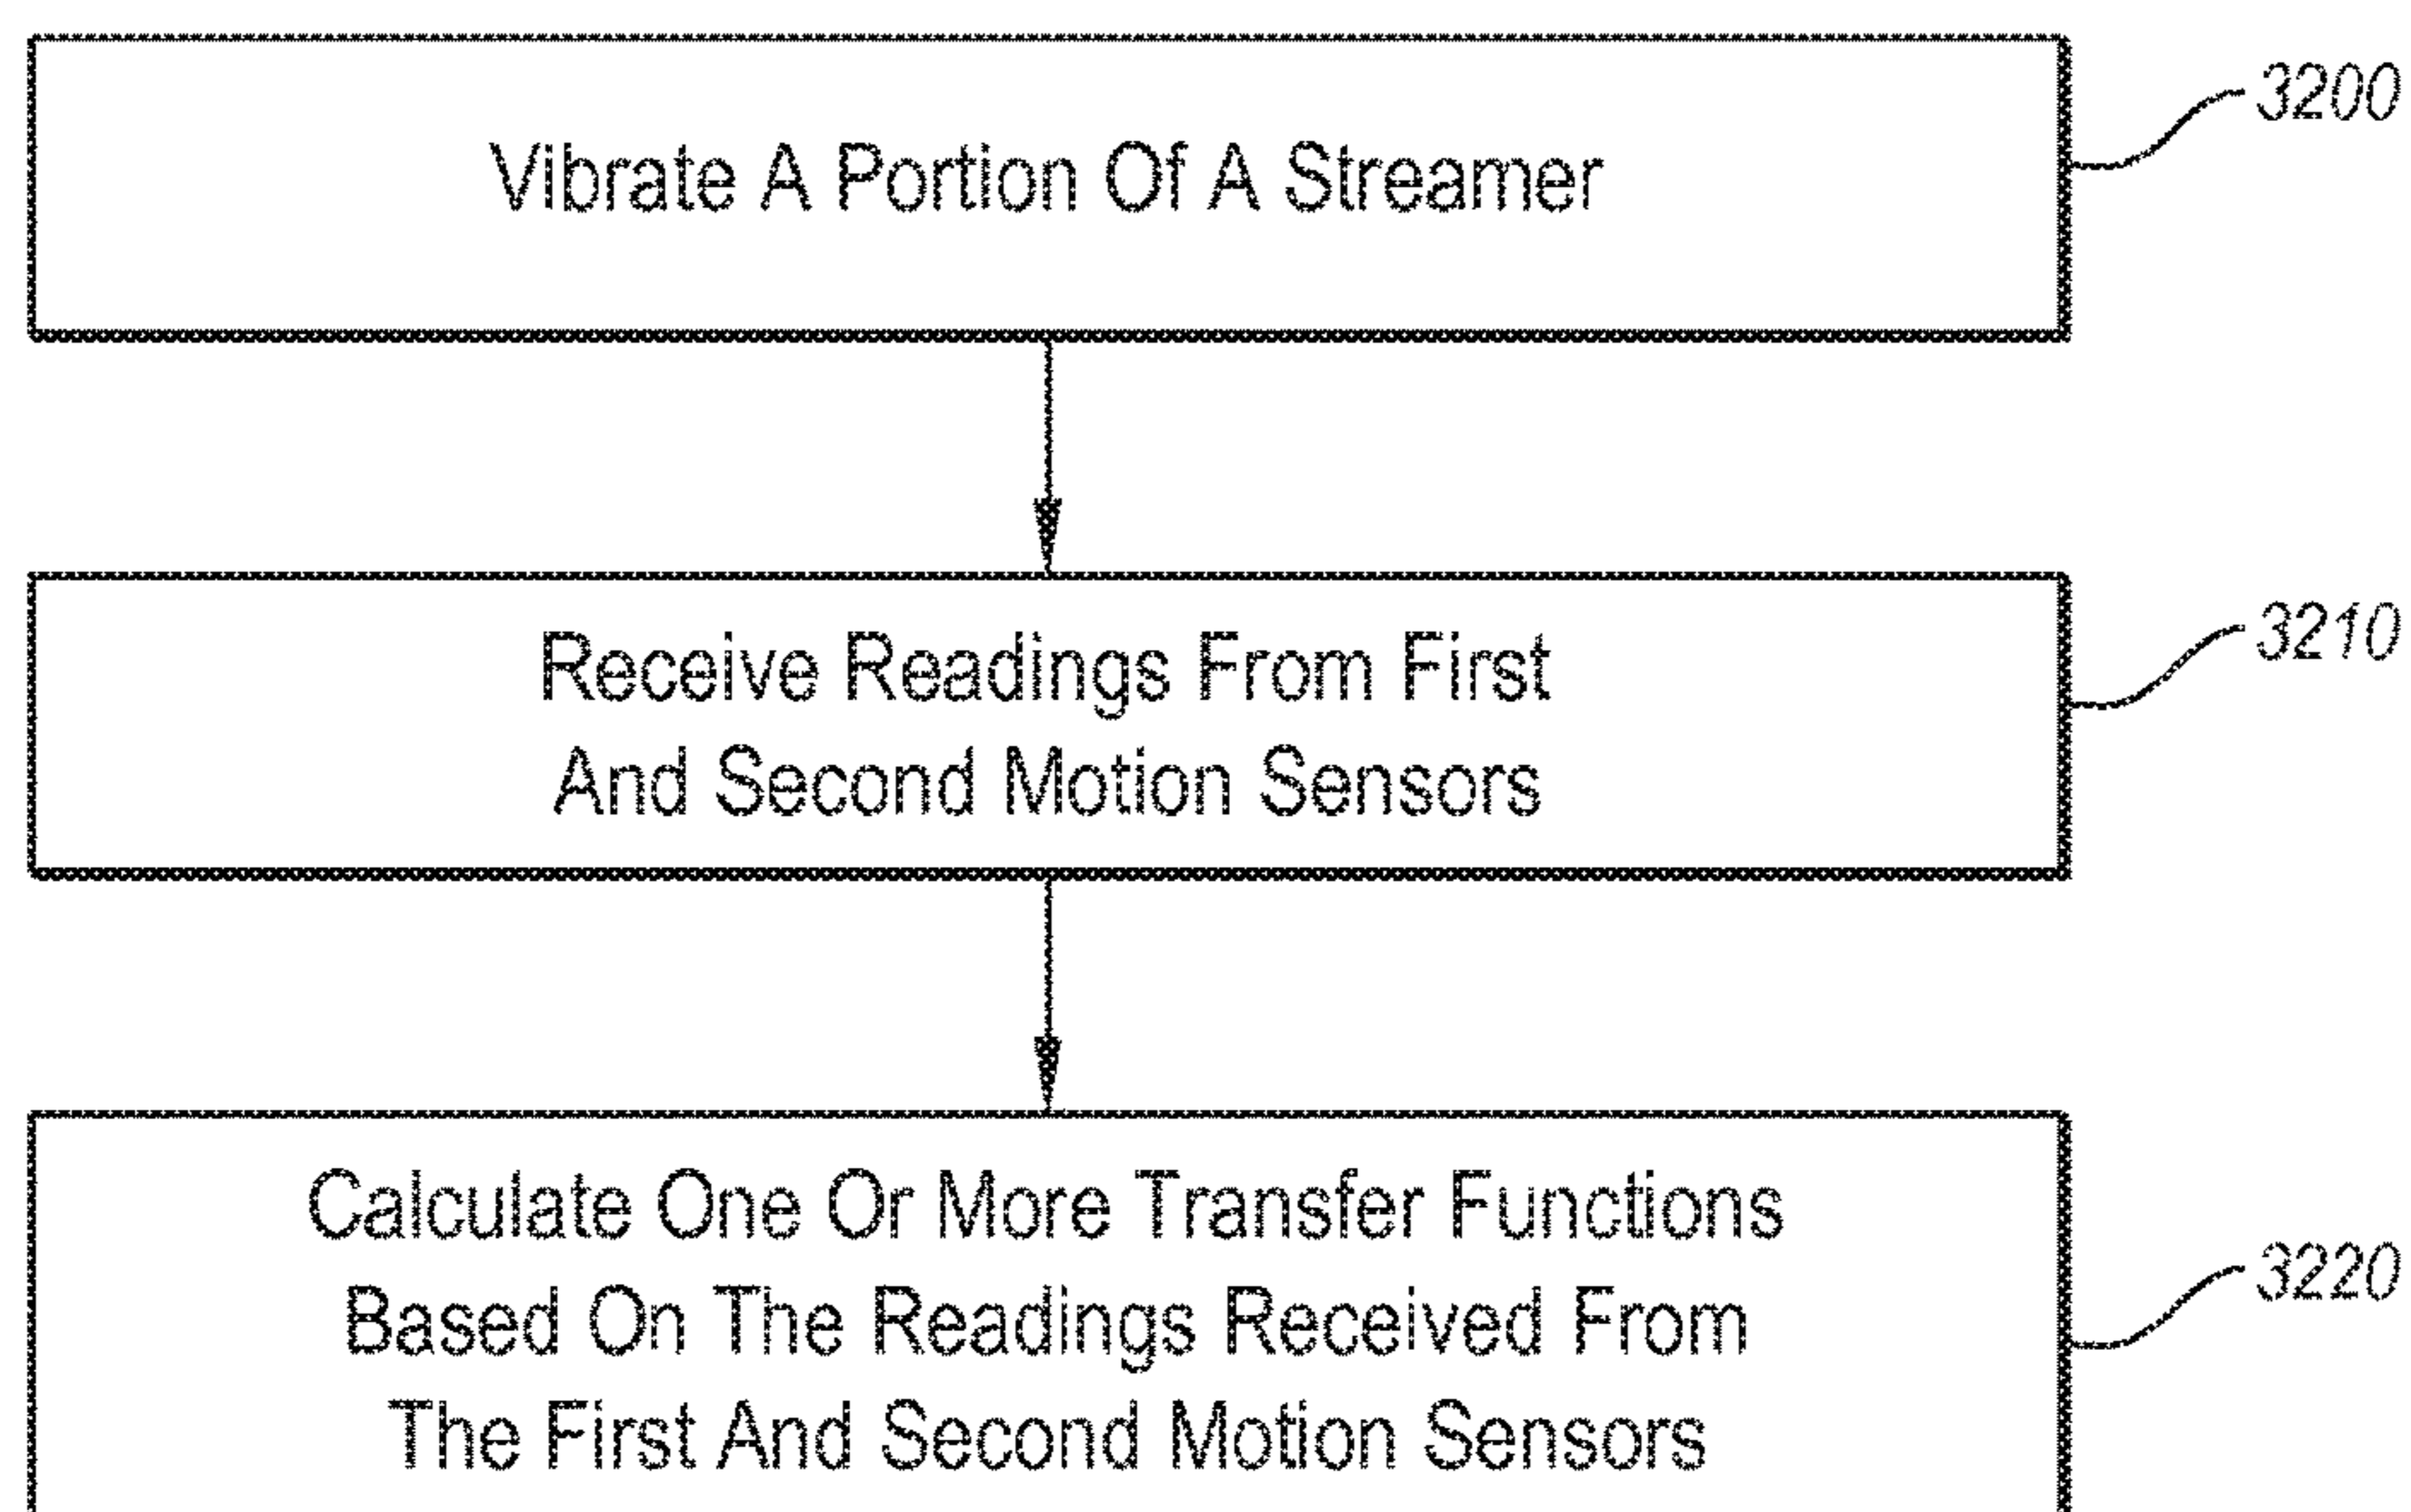 Vibrate A Portion Of A Streamer
3200
Receive Readings From First
And Second Motion Sensors
3210
Calculate One Or More Transfer Functions
Based On The Readings Received From
The First And Second Motion Sensors
3220